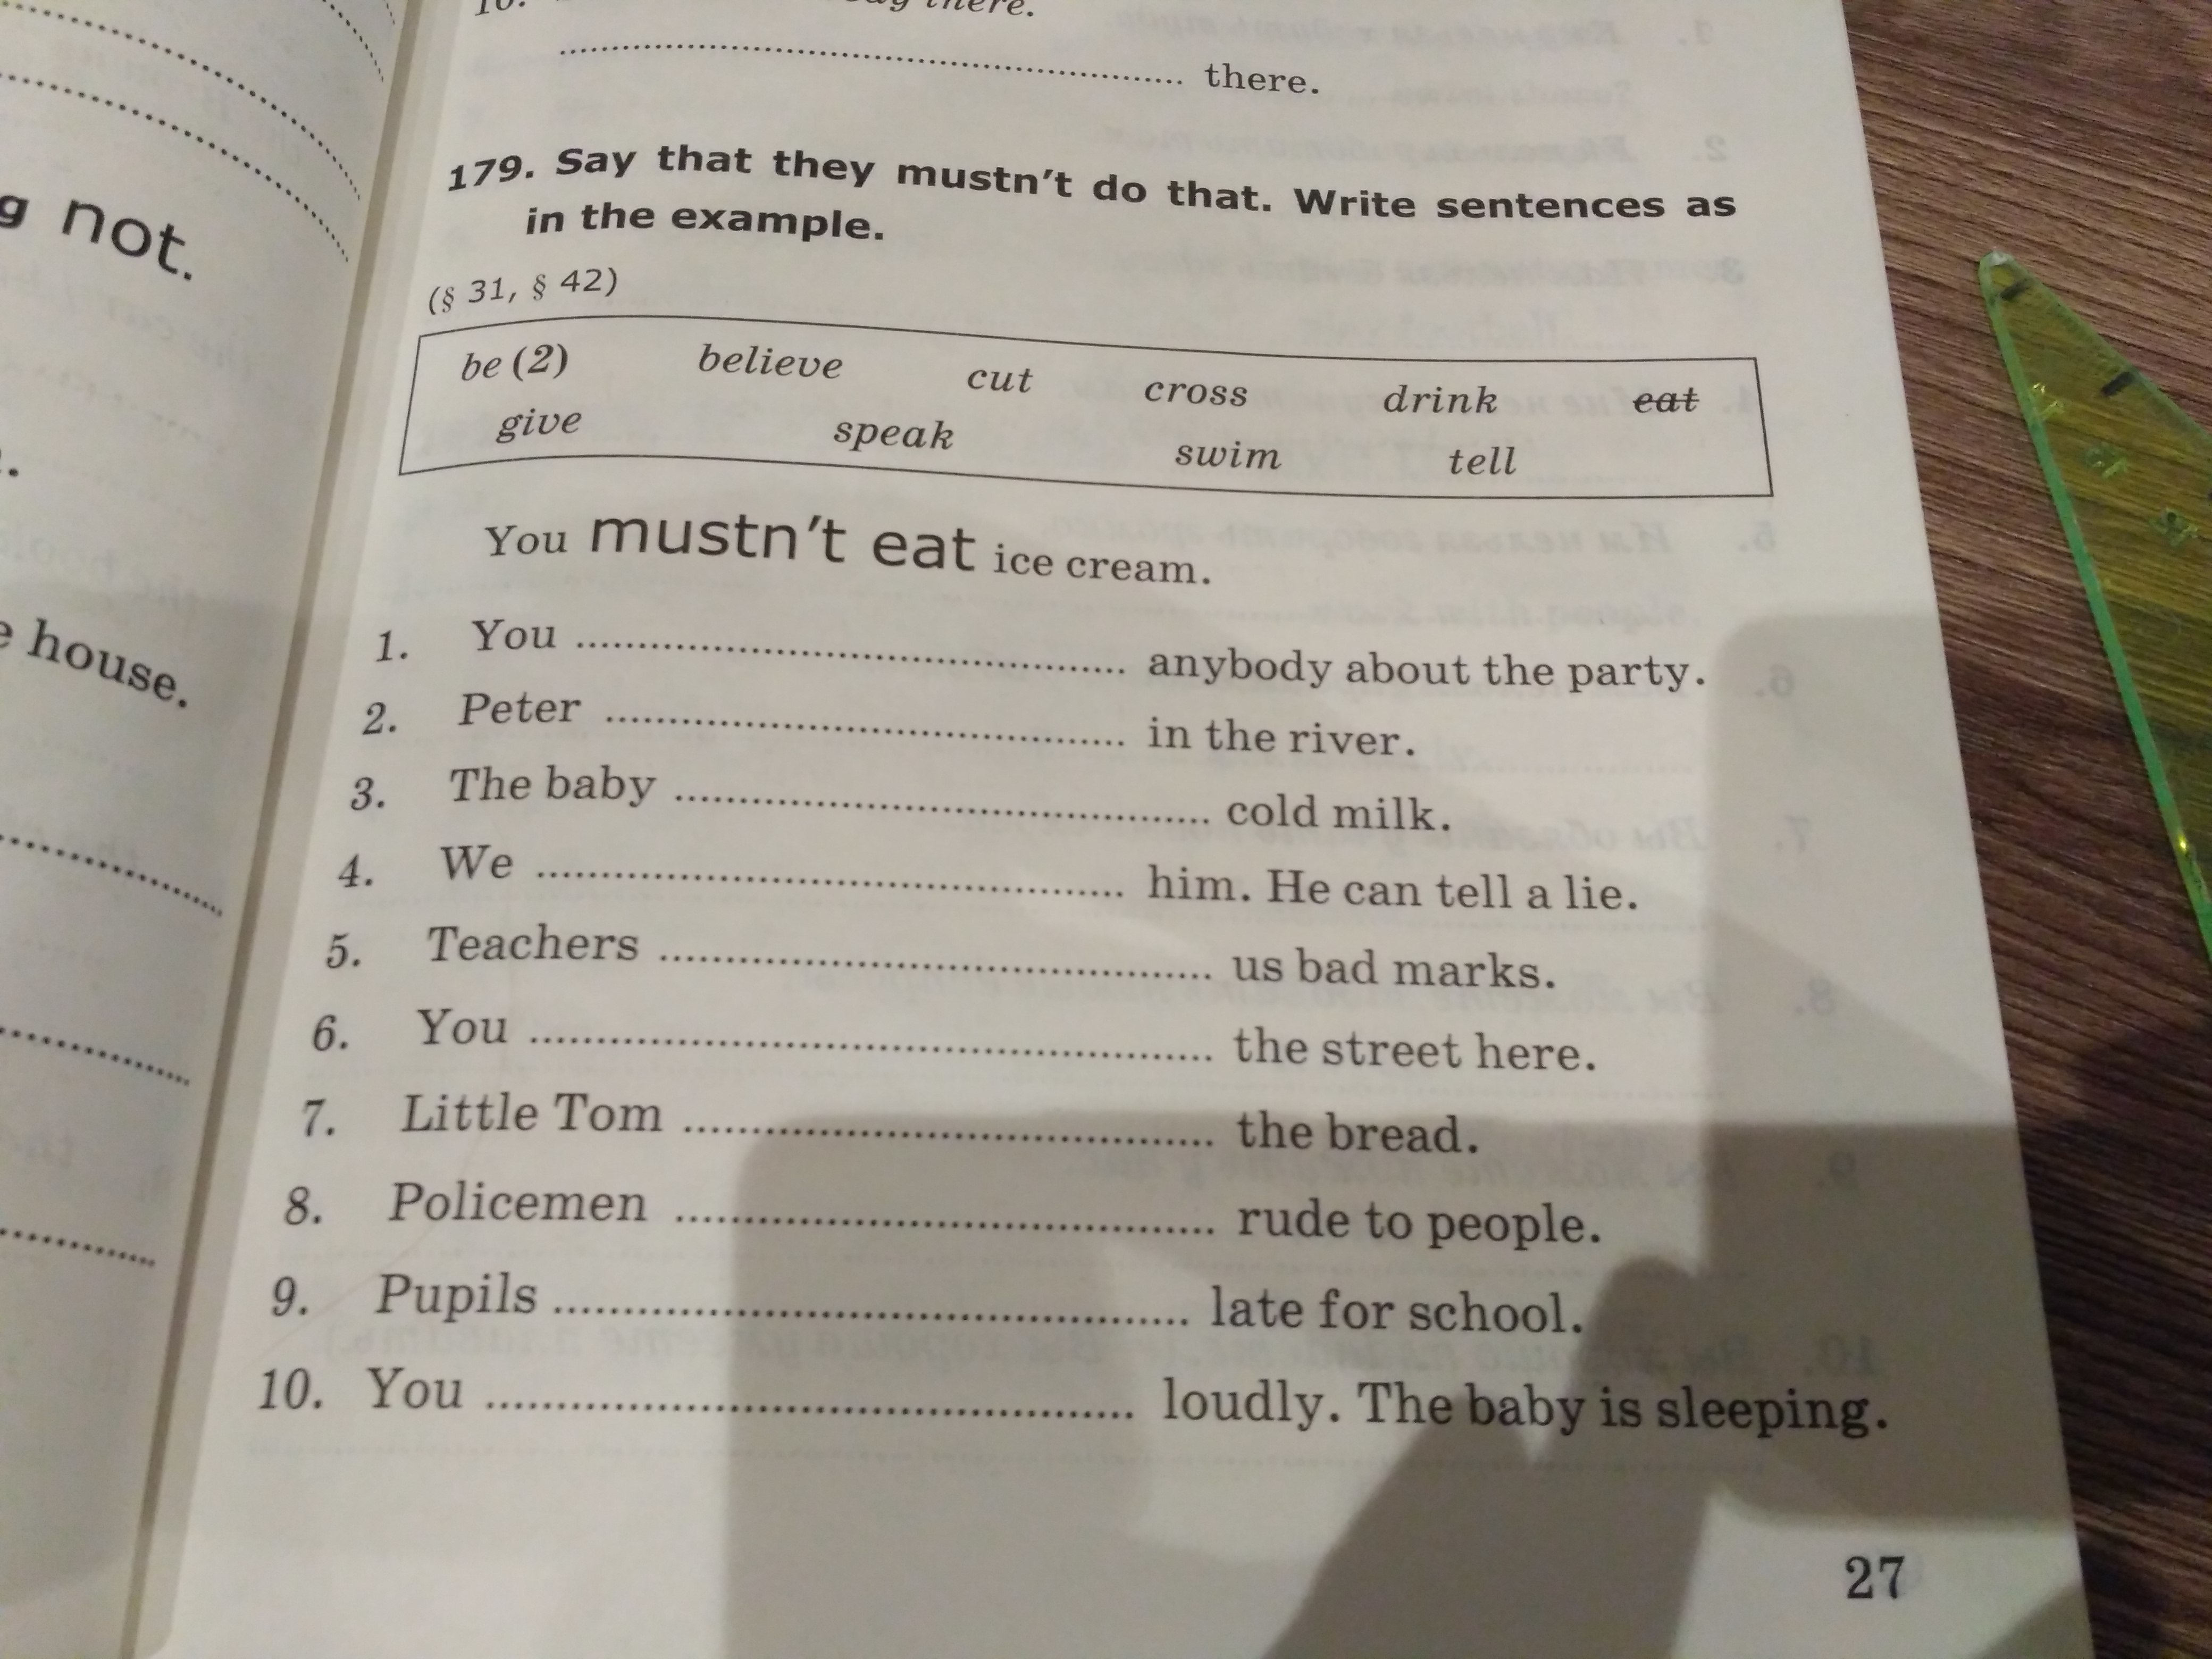 there.
there.
179. Say that they mustn't do that. Write sentences as
in the example.
(§ 31, § 42)
be (2) believe cut cross drink eat
give speak swim tell
You mustn't eat ice cream.
1. You .......... anybody about the party.
2. Peter .......... in the river.
3. The baby .......... cold milk.
4. We .......... him. He can tell a lie.
5. Teachers .......... us bad marks.
6. You .......... the street here.
7. Little Tom .......... the bread.
8. Policemen .......... rude to people.
9. Pupils .......... late for school.
10. You .......... loudly. The baby is sleeping.
27
not.
house.